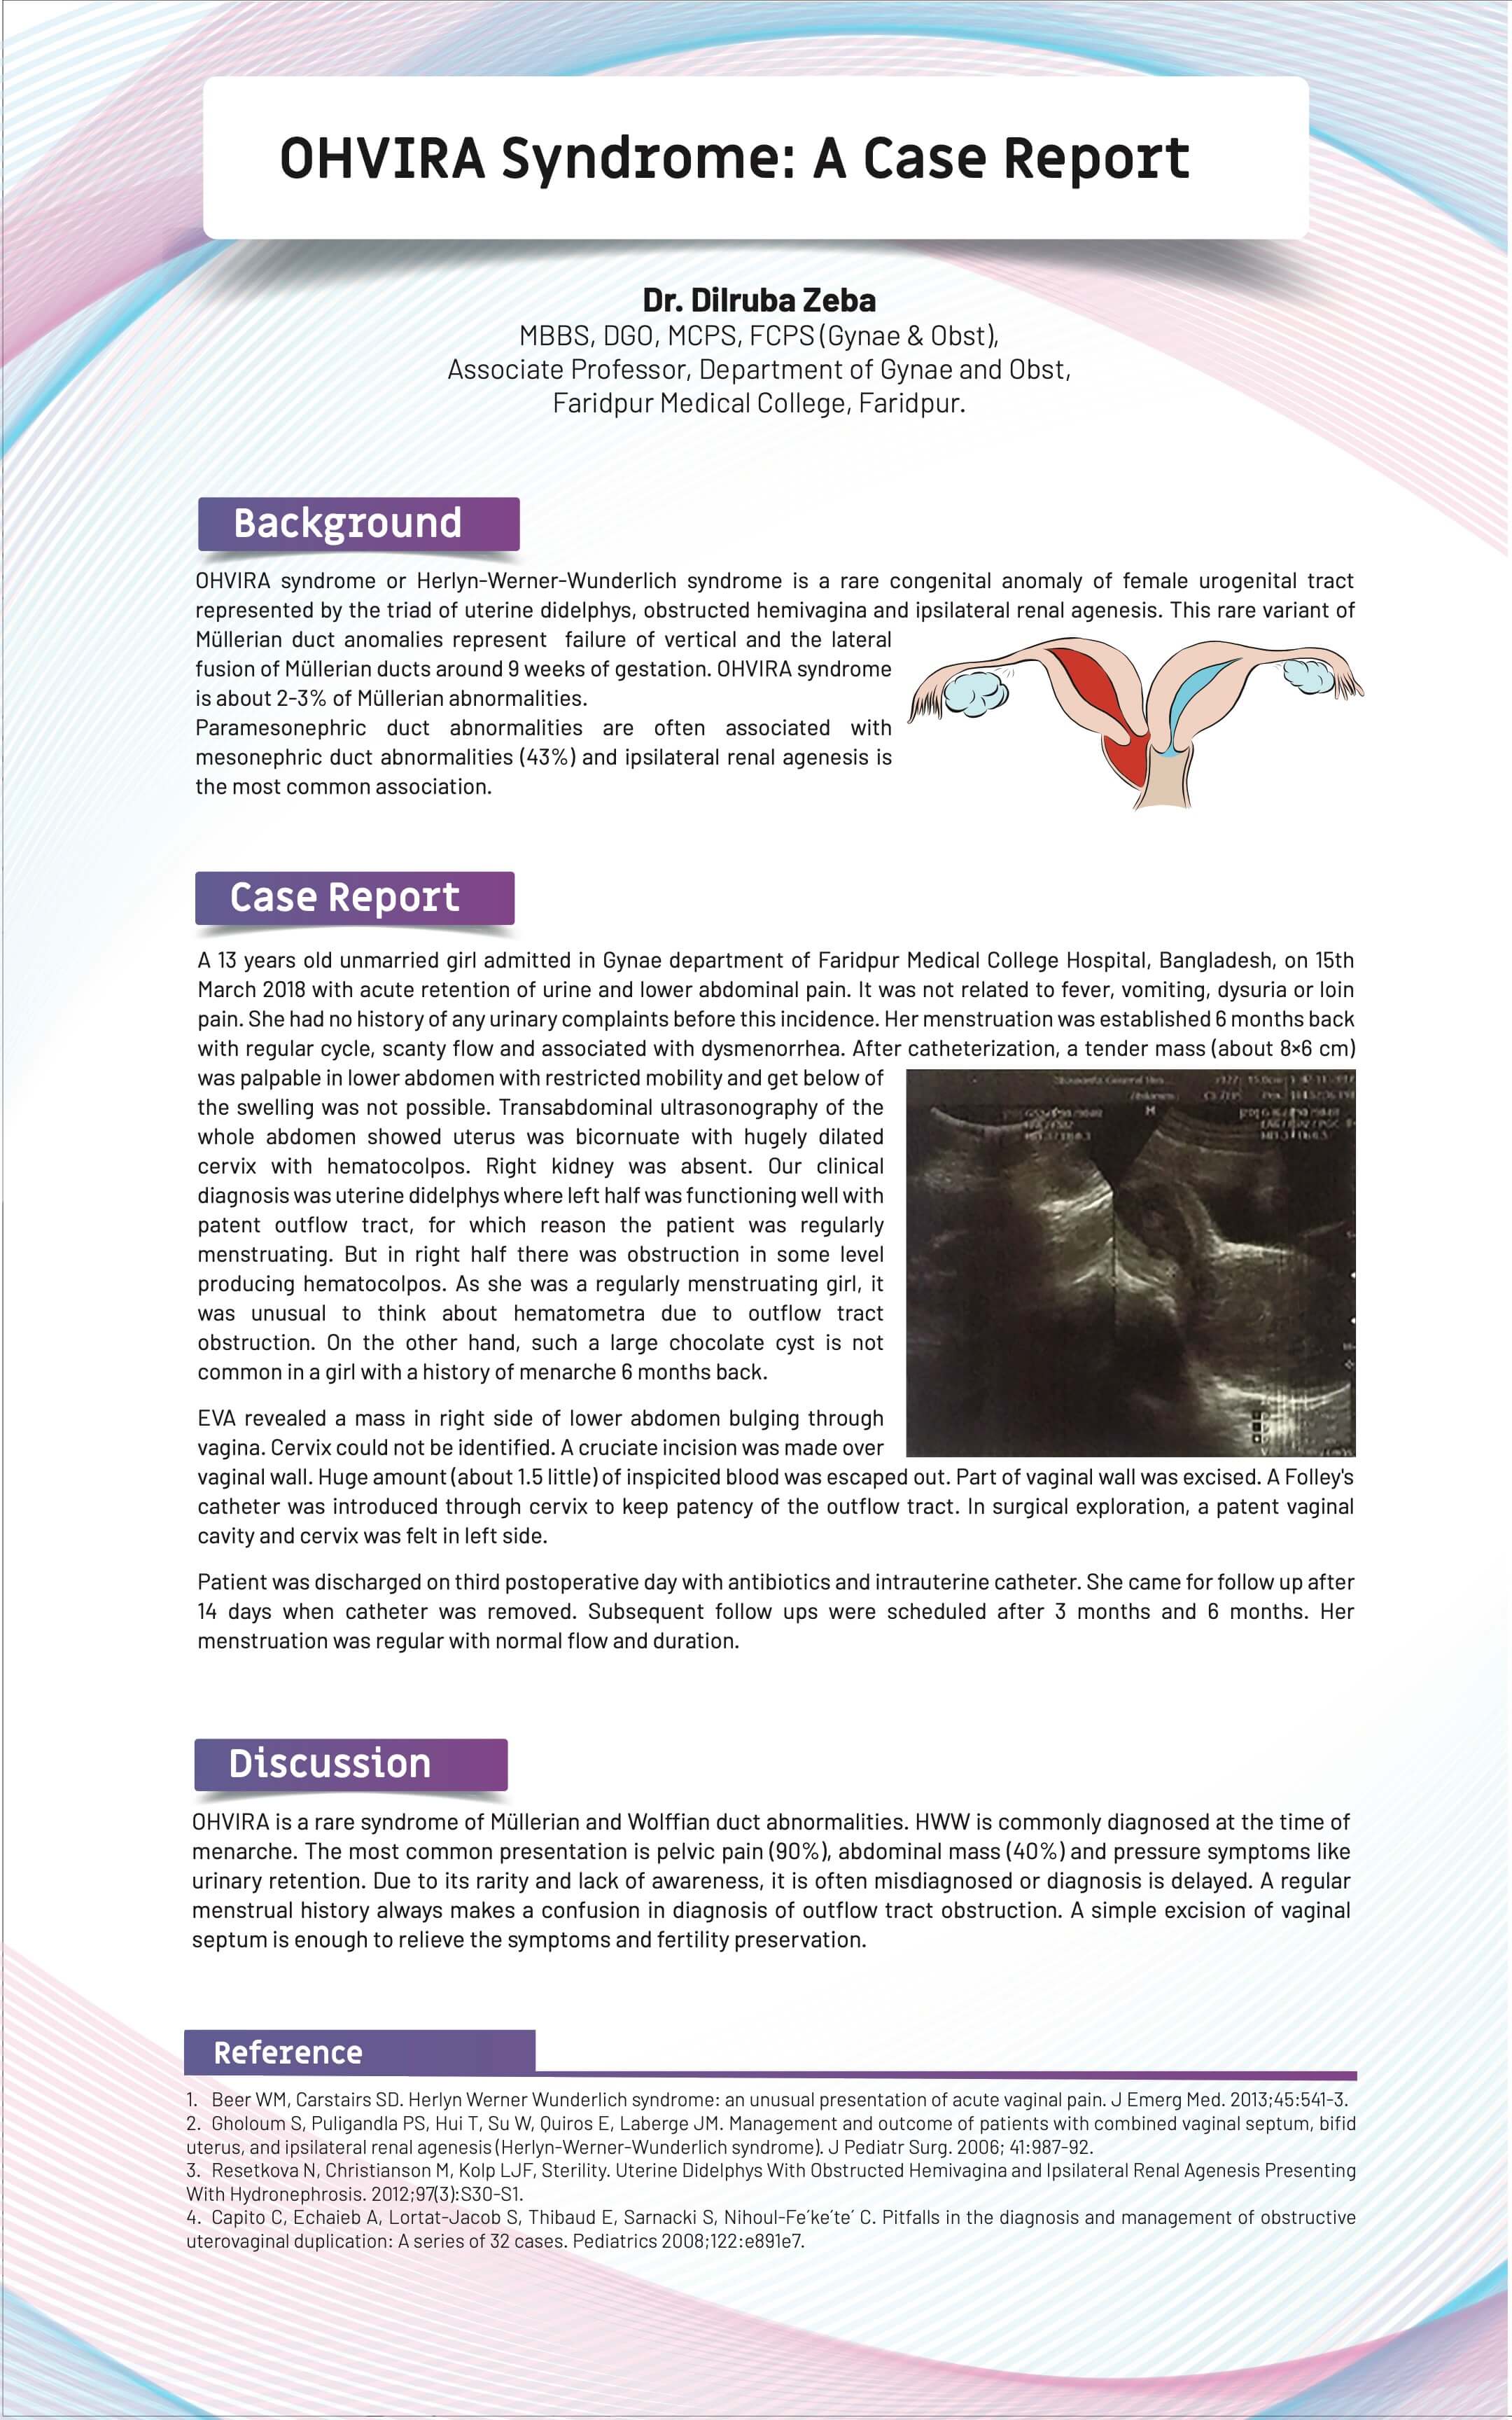 OHVIRA Syndrome: A Case Report
Dr. Dilruba Zeba
MBBS, DGO, MCPS, FCPS (Gynae & Obst),
Associate Professor, Department of Gynae and Obst,
Faridpur Medical College, Faridpur.
Background
OHVIRA syndrome or Herlyn-Werner-Wunderlich syndrome is a rare congenital anomaly of female urogenital tract
represented by the triad of uterine didelphys, obstructed hemivagina and ipsilateral renal agenesis. This rare variant of
Müllerian duct anomalies represent failure of vertical and the lateral
fusion of Müllerian ducts around 9 weeks of gestation. OHVIRA syndrome
is about 2-3% of Müllerian abnormalities.
Paramesonephric duct abnormalities are often associated with
mesonephric duct abnormalities (43%) and ipsilateral renal agenesis is
the most common association.
Case Report
A 13 years old unmarried girl admitted in Gynae department of Faridpur Medical College Hospital, Bangladesh, on 15th
March 2018 with acute retention of urine and lower abdominal pain. It was not related to fever, vomiting, dysuria or loin
pain. She had no history of any urinary complaints before this incidence. Her menstruation was established 6 months back
with regular cycle, scanty flow and associated with dysmenorrhea. After catheterization, a tender mass (about 8×6 cm)
was palpable in lower abdomen with restricted mobility and get below of
the swelling was not possible. Transabdominal ultrasonography of the
whole abdomen showed uterus was bicornuate with hugely dilated
cervix with hematocolpos. Right kidney was absent. Our clinical
diagnosis was uterine didelphys where left half was functioning well with
patent outflow tract, for which reason the patient was regularly
menstruating. But in right half there was obstruction in some level
producing hematocolpos. As she was a regularly menstruating girl, it
was unusual to think about hematometra due to outflow tract
obstruction. On the other hand, such a large chocolate cyst is not
common in a girl with a history of menarche 6 months back.
EVA revealed a mass in right side of lower abdomen bulging through
vagina. Cervix could not be identified. A cruciate incision was made over
vaginal wall. Huge amount (about 1.5 little) of inspicited blood was escaped out. Part of vaginal wall was excised. A Folley's
catheter was introduced through cervix to keep patency of the outflow tract. In surgical exploration, a patent vaginal
cavity and cervix was felt in left side.
Patient was discharged on third postoperative day with antibiotics and intrauterine catheter. She came for follow up after
14 days when catheter was removed. Subsequent follow ups were scheduled after 3 months and 6 months. Her
menstruation was regular with normal flow and duration.
Discussion
OHVIRA is a rare syndrome of Müllerian and Wolffian duct abnormalities. HWW is commonly diagnosed at the time of
menarche. The most common presentation is pelvic pain (90%), abdominal mass (40%) and pressure symptoms like
urinary retention. Due to its rarity and lack of awareness, it is often misdiagnosed or diagnosis is delayed. A regular
menstrual history always makes a confusion in diagnosis of outflow tract obstruction. A simple excision of vaginal
septum is enough to relieve the symptoms and fertility preservation.
Reference
1. Beer WM, Carstairs SD. Herlyn Werner Wunderlich syndrome: an unusual presentation of acute vaginal pain. J Emerg Med. 2013;45:541-3.
2. Gholoum S, Puligandla PS, Hui T, Su W, Quiros E, Laberge JM. Management and outcome of patients with combined vaginal septum, bifid
uterus, and ipsilateral renal agenesis (Herlyn-Werner-Wunderlich syndrome). J Pediatr Surg. 2006; 41:987-92.
3. Resetkova N, Christianson M, Kolp LJF, Sterility. Uterine Didelphys With Obstructed Hemivagina and Ipsilateral Renal Agenesis Presenting
With Hydronephrosis. 2012;97(3):S30-S1.
4. Capito C, Echaieb A, Lortat-Jacob S, Thibaud E, Sarnacki S, Nihoul-Fe´ke´te´ C. Pitfalls in the diagnosis and management of obstructive
uterovaginal duplication: A series of 32 cases. Pediatrics 2008;122:e891e7.